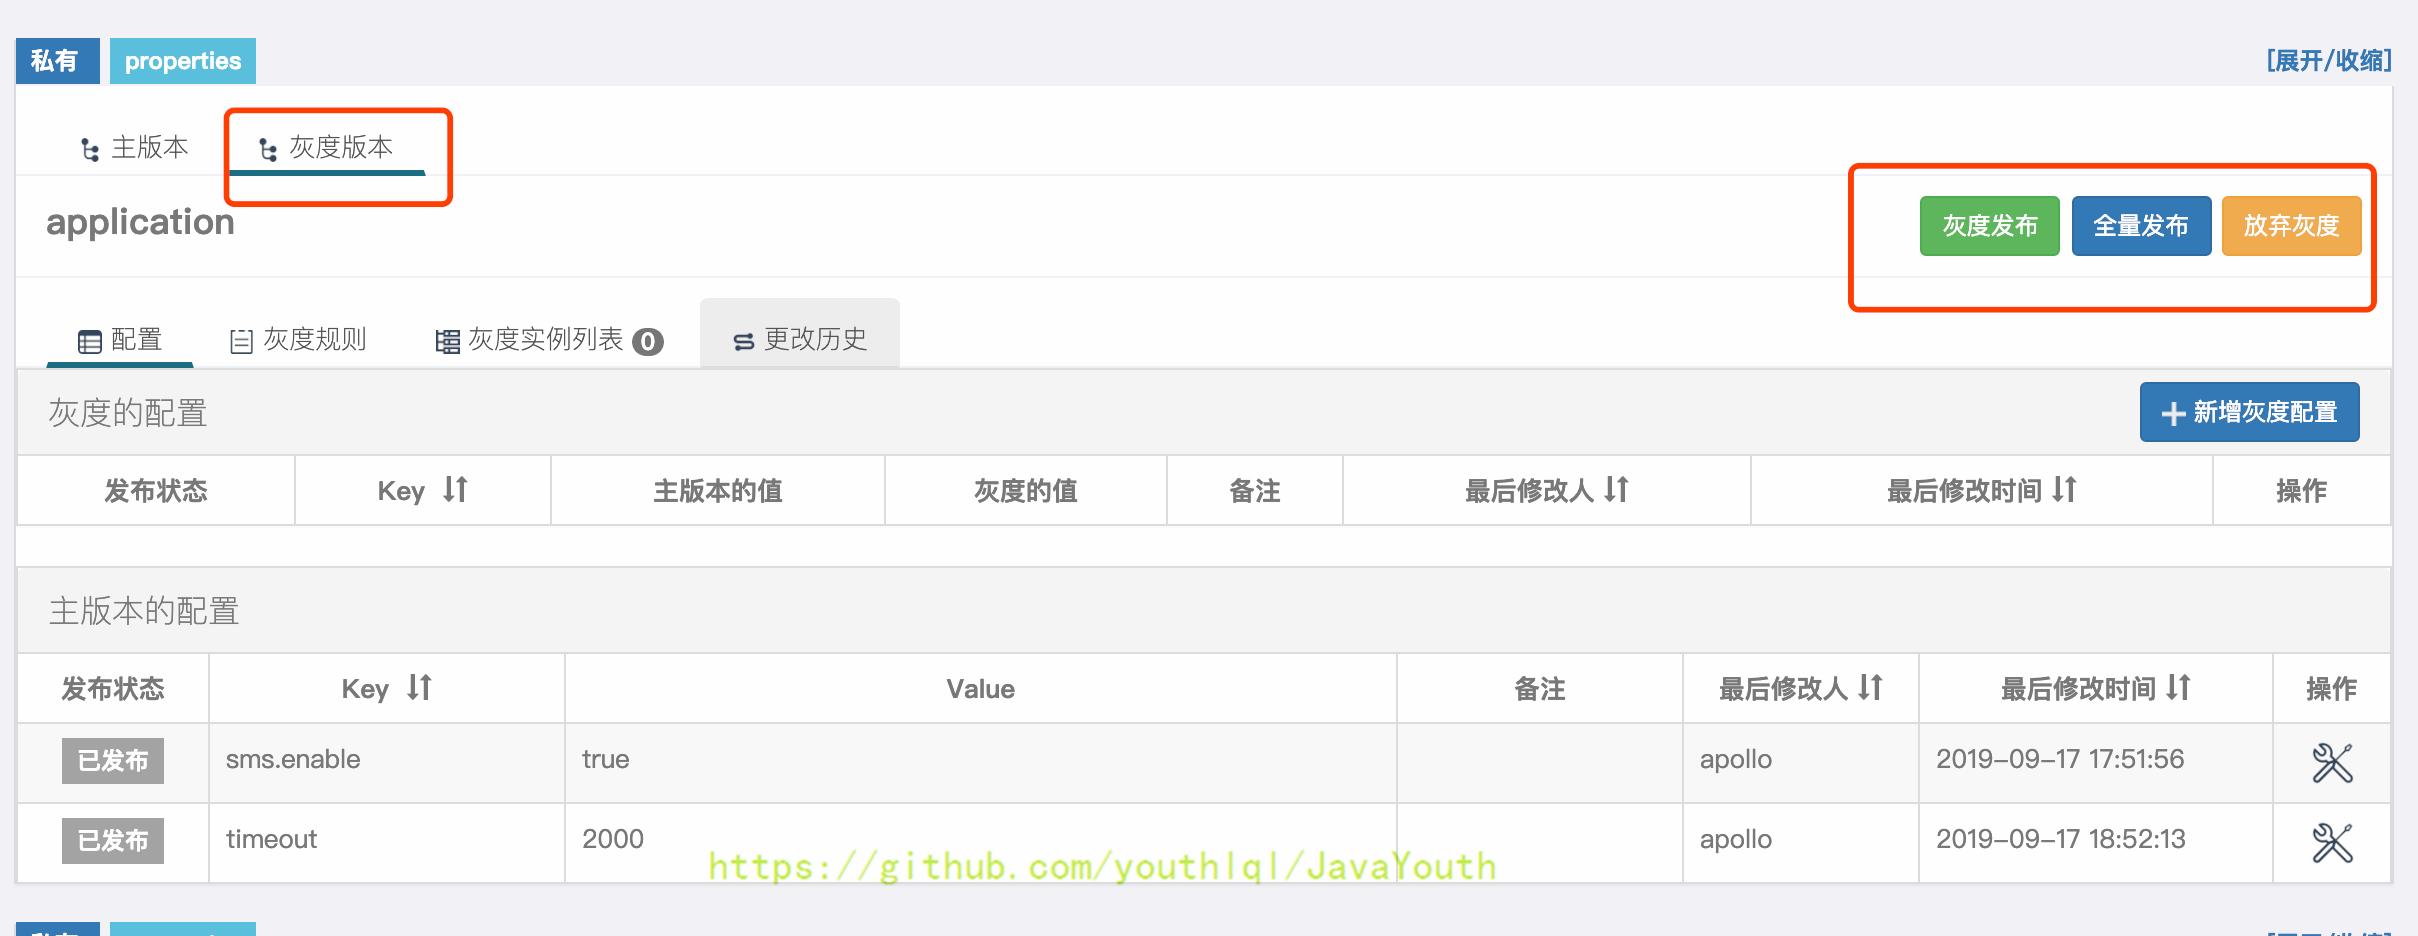 私有 properties [展开/收缩]
主版本 灰度版本
application 灰度发布 全量发布 放弃灰度
配置 灰度规则 灰度实例列表 0 更改历史
灰度的配置 新增灰度配置
发布状态 Key 主版本的值 灰度的值 备注 最后修改人 最后修改时间 操作
主版本的配置
发布状态 Key Value 备注 最后修改人 最后修改时间 操作
已发布 sms.enable true apollo 2019-09-17 17:51:56
已发布 timeout 2000 apollo 2019-09-17 18:52:13
https://github.com/youthlql/JavaYouth